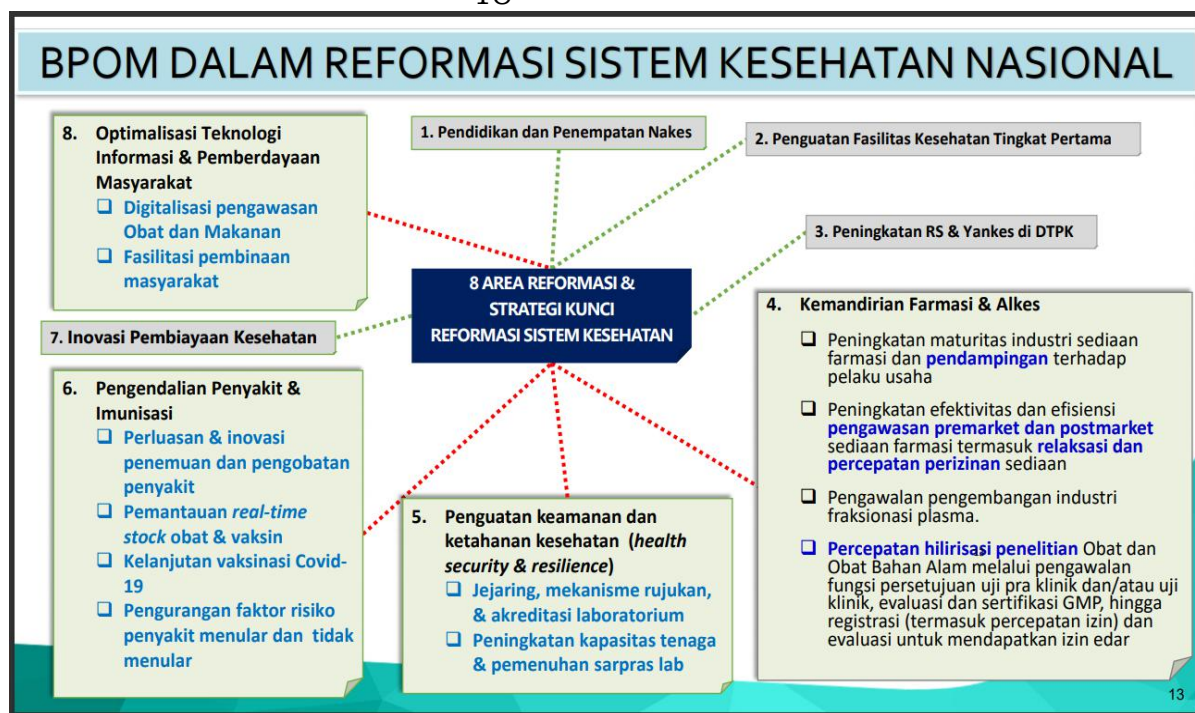 BPOM DALAM REFORMASI SISTEM KESEHATAN NASIONAL
8. Optimalisasi Teknologi
Informasi & Pemberdayaan
Masyarakat
❑ Digitalisasi pengawasan
Obat dan Makanan
❑ Fasilitasi pembinaan
masyarakat
1. Pendidikan dan Penempatan Nakes
2. Penguatan Fasilitas Kesehatan Tingkat Pertama
3. Peningkatan RS & Yankes di DTPK
8 AREA REFORMASI &
STRATEGI KUNCI
REFORMASI SISTEM KESEHATAN
4. Kemandirian Farmasi & Alkes
❑ Peningkatan maturitas industri sediaan
farmasi dan pendampingan terhadap
pelaku usaha
❑ Peningkatan efektivitas dan efisiensi
pengawasan premarket dan postmarket
sediaan farmasi termasuk relaksasi dan
percepatan perizinan sediaan
❑ Pengawalan pengembangan industri
fraksionasi plasma.
❑ Percepatan hilirisasi penelitian Obat dan
Obat Bahan Alam melalui pengawalan
fungsi persetujuan uji pra klinik dan/atau uji
klinik, evaluasi dan sertifikasi GMP, hingga
registrasi (termasuk percepatan izin) dan
evaluasi untuk mendapatkan izin edar
7. Inovasi Pembiayaan Kesehatan
6. Pengendalian Penyakit &
Imunisasi
❑ Perluasan & inovasi
penemuan dan pengobatan
penyakit
❑ Pemantauan real-time
stock obat & vaksin
❑ Kelanjutan vaksinasi Covid-
19
❑ Pengurangan faktor risiko
penyakit menular dan tidak
menular
5. Penguatan keamanan dan
ketahanan kesehatan (health
security & resilience)
❑ Jejaring, mekanisme rujukan,
& akreditasi laboratorium
❑ Peningkatan kapasitas tenaga
& pemenuhan sarpras lab
13